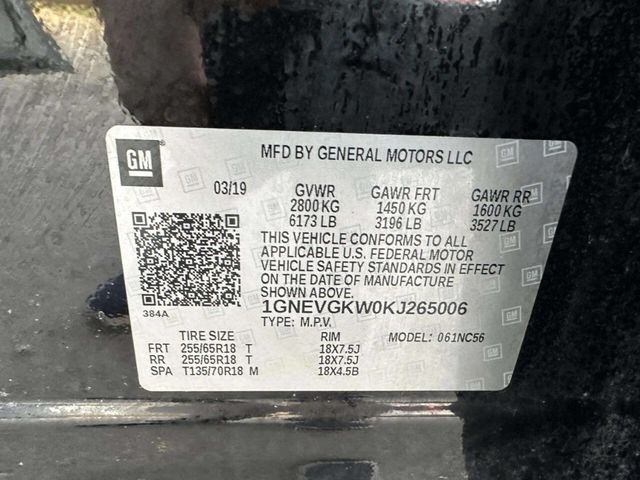 GM
MFD BY GENERAL MOTORS LLC
03/19 GVWR GAWR FRT GAWR RR
2800 KG 1450 KG 1600 KG
6173 LB 3196 LB 3527 LB
THIS VEHICLE CONFORMS TO ALL
APPLICABLE U.S. FEDERAL MOTOR
VEHICLE SAFETY STANDARDS IN EFFECT
ON THE DATE OF MANUFACTURE
SHOWN ABOVE.
384A
1GNEVGKW0KJ265006
TYPE: M.P.V.
MODEL: 061NC56
TIRE SIZE RIM
FRT 255/65R18 T 18X7.5J
RR 255/65R18 T 18X7.5J
SPA T135/70R18 M 18X4.5B